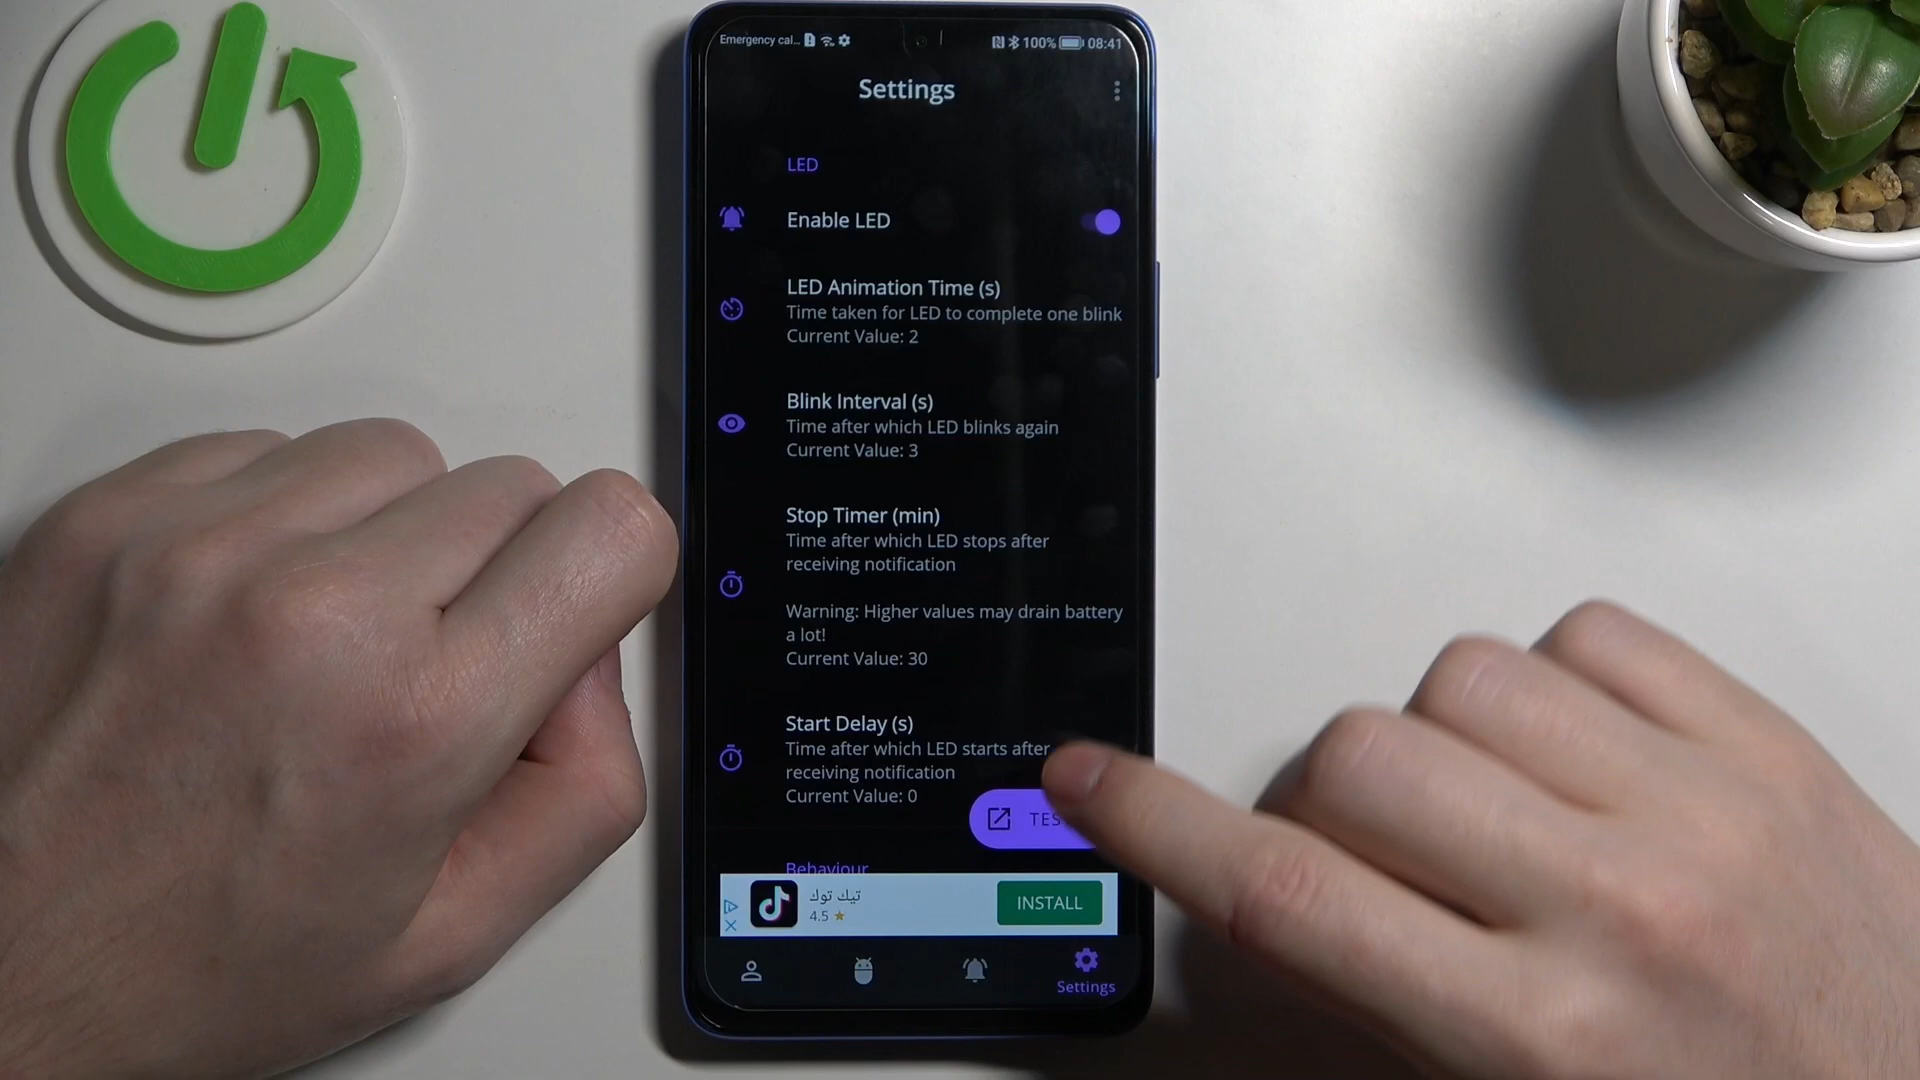 Emergency cal...
100%
08:41
Settings
LED
Enable LED
LED Animation Time (s)
Time taken for LED to complete one blink
Current Value: 2
Blink Interval (s)
Time after which LED blinks again
Current Value: 3
Stop Timer (min)
Time after which LED stops after
receiving notification
Warning: Higher values may drain battery
a lot!
Current Value: 30
Start Delay (s)
Time after which LED starts after
receiving notification
Current Value: 0
Behaviour
تيك توك
4.5
INSTALL
Settings